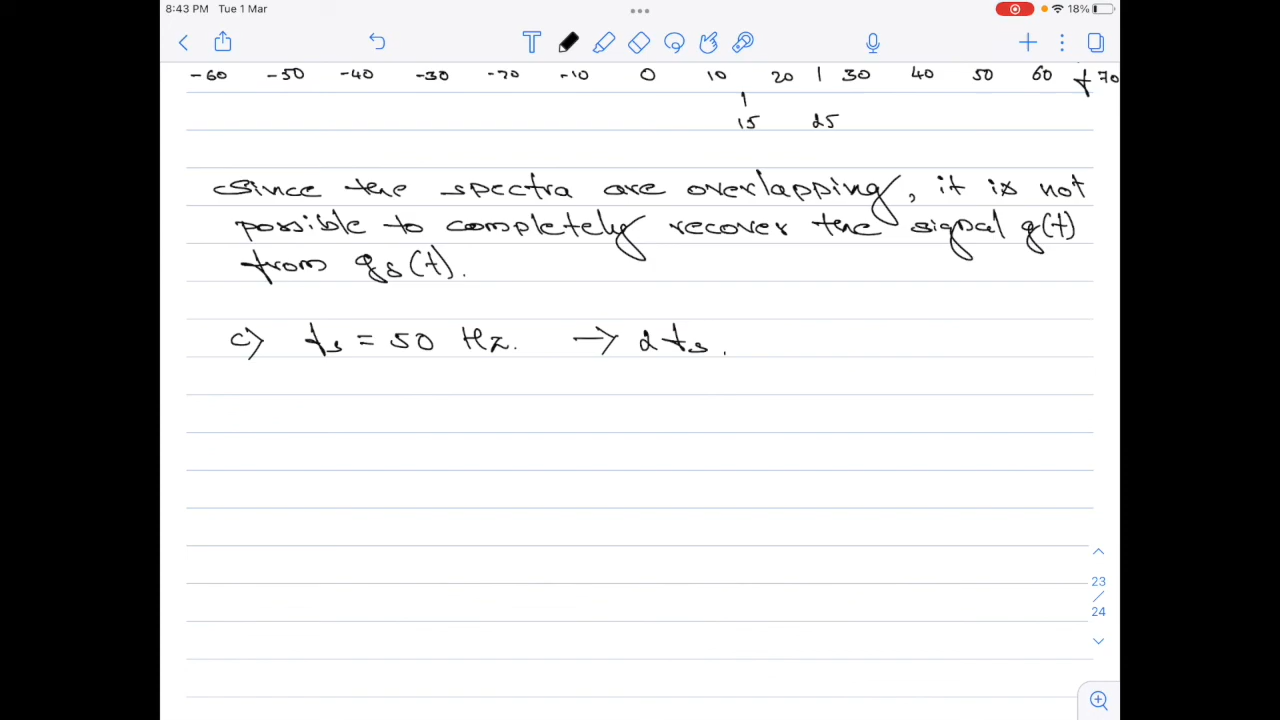 8:43 PM Tue 1 Mar
18%
-60 -50 -40 -30 -20 -10 0 10 20 30 40 50 60 f 70
15 25
Since the spectra are overlapping, it is not
possible to completely recover the signal g(t)
from gδ(t).
c) fs = 50 Hz. → 2fs.
23
/
24